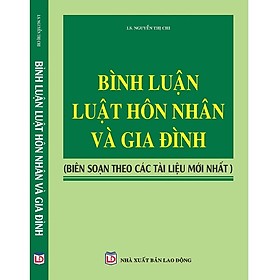 LS. NGUYỄN THỊ CHI
BÌNH LUẬN
LUẬT HÔN NHÂN
VÀ GIA ĐÌNH
(BIÊN SOẠN THEO CÁC TÀI LIỆU MỚI NHẤT)
NHÀ XUẤT BẢN LAO ĐỘNG
LS. NGUYỄN THỊ CHI
BÌNH LUẬN LUẬT HÔN NHÂN VÀ GIA ĐÌNH